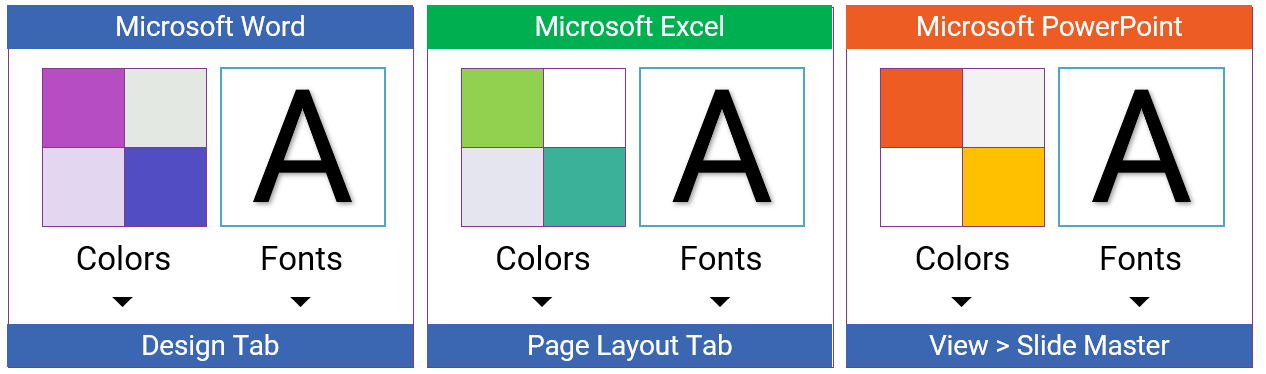 Microsoft Word
A
Colors
Fonts
Design Tab
Microsoft Excel
A
Colors
Fonts
Page Layout Tab
Microsoft PowerPoint
A
Colors
Fonts
View > Slide Master